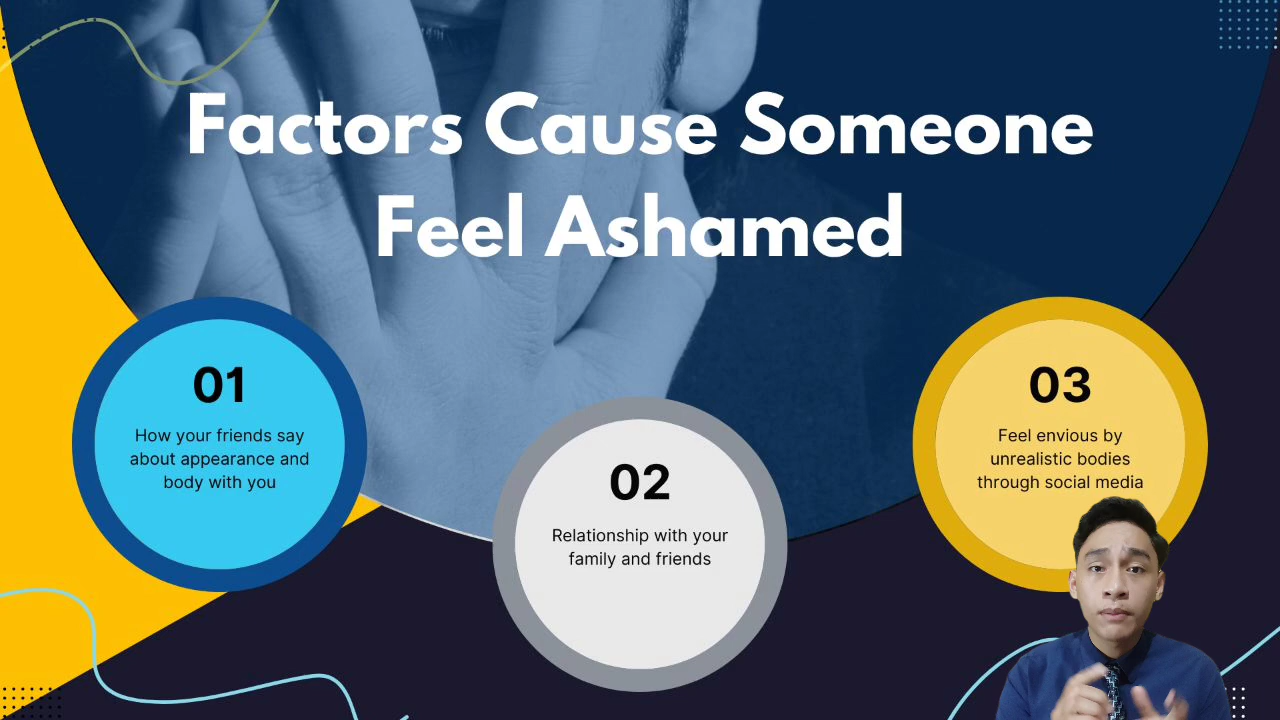 Factors Cause Someone
Feel Ashamed
01
How your friends say
about appearance and
body with you
02
Relationship with your
family and friends
03
Feel envious by
unrealistic bodies
through social media